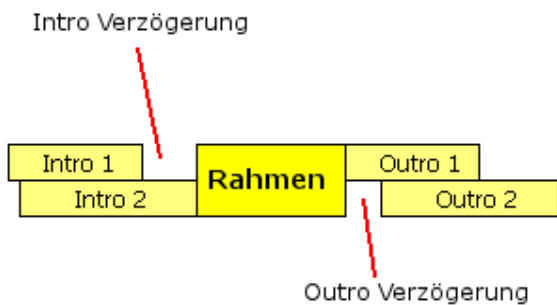 Intro Verzögerung
Intro 1
Outro 1
Rahmen
Intro 2
Outro 2
Outro Verzögerung